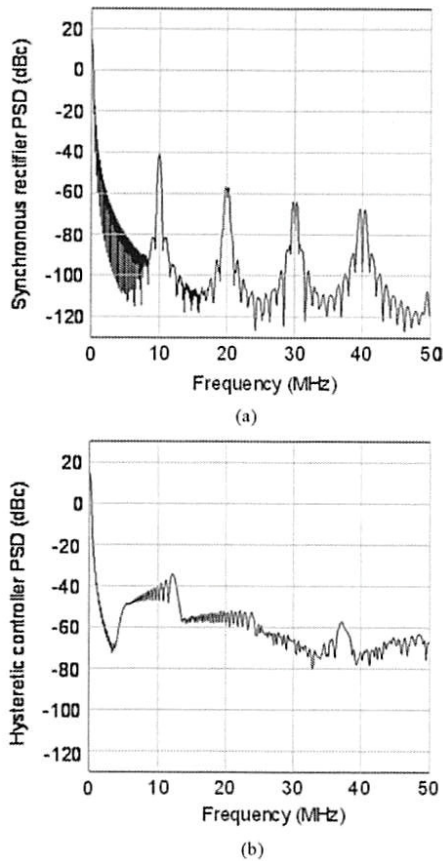 Synchronous rectifier PSD (dBc)
20
0
-20
-40
-60
-80
-100
-120
0 10 20 30 40 50
Frequency (MHz)
(a)
Hysteretic controller PSD (dBc)
20
0
-20
-40
-60
-80
-100
-120
0 10 20 30 40 50
Frequency (MHz)
(b)